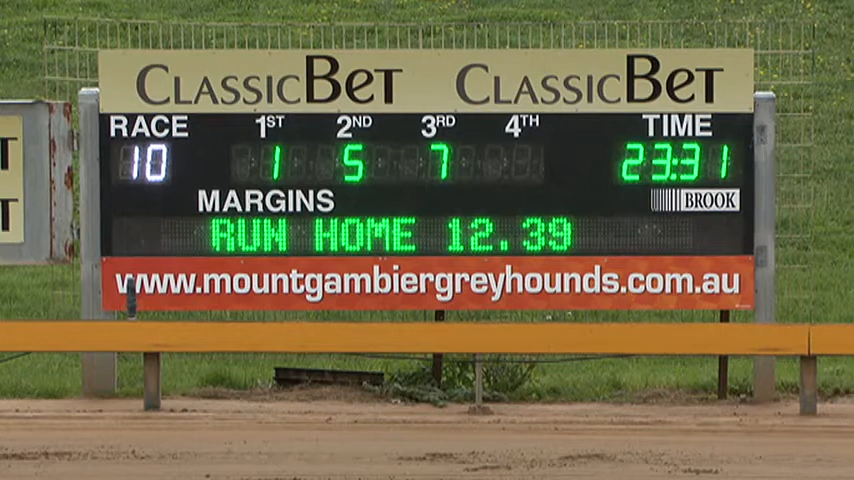 CLASSICBET CLASSICBET
RACE 1ST 2ND 3RD 4TH TIME
10 1 5 7 23:31
MARGINS BROOK
RUN HOME 12.39
www.mountgambiergreyhounds.com.au